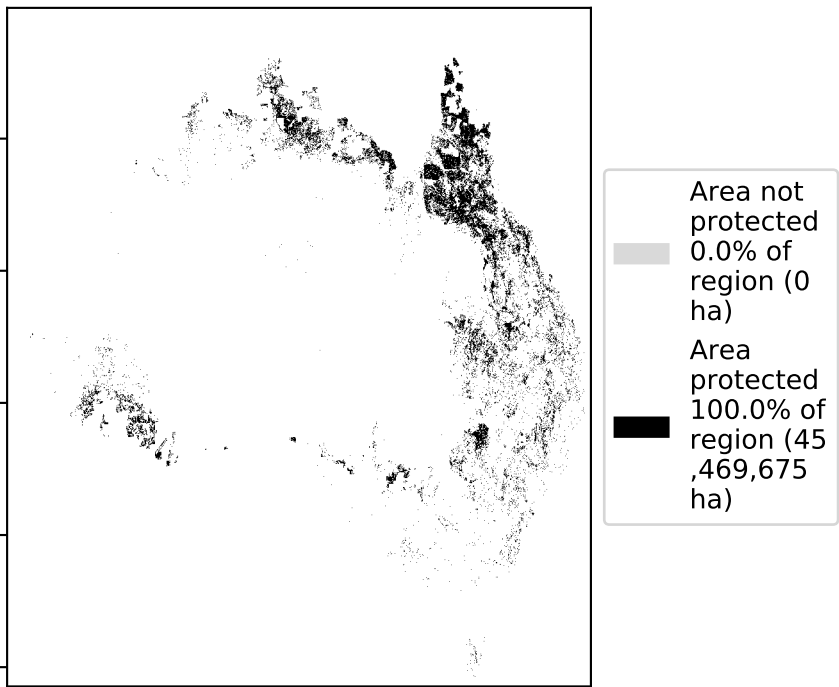 Area not
protected
0.0% of
region (0
ha)
Area
protected
100.0% of
region (45
,469,675
ha)